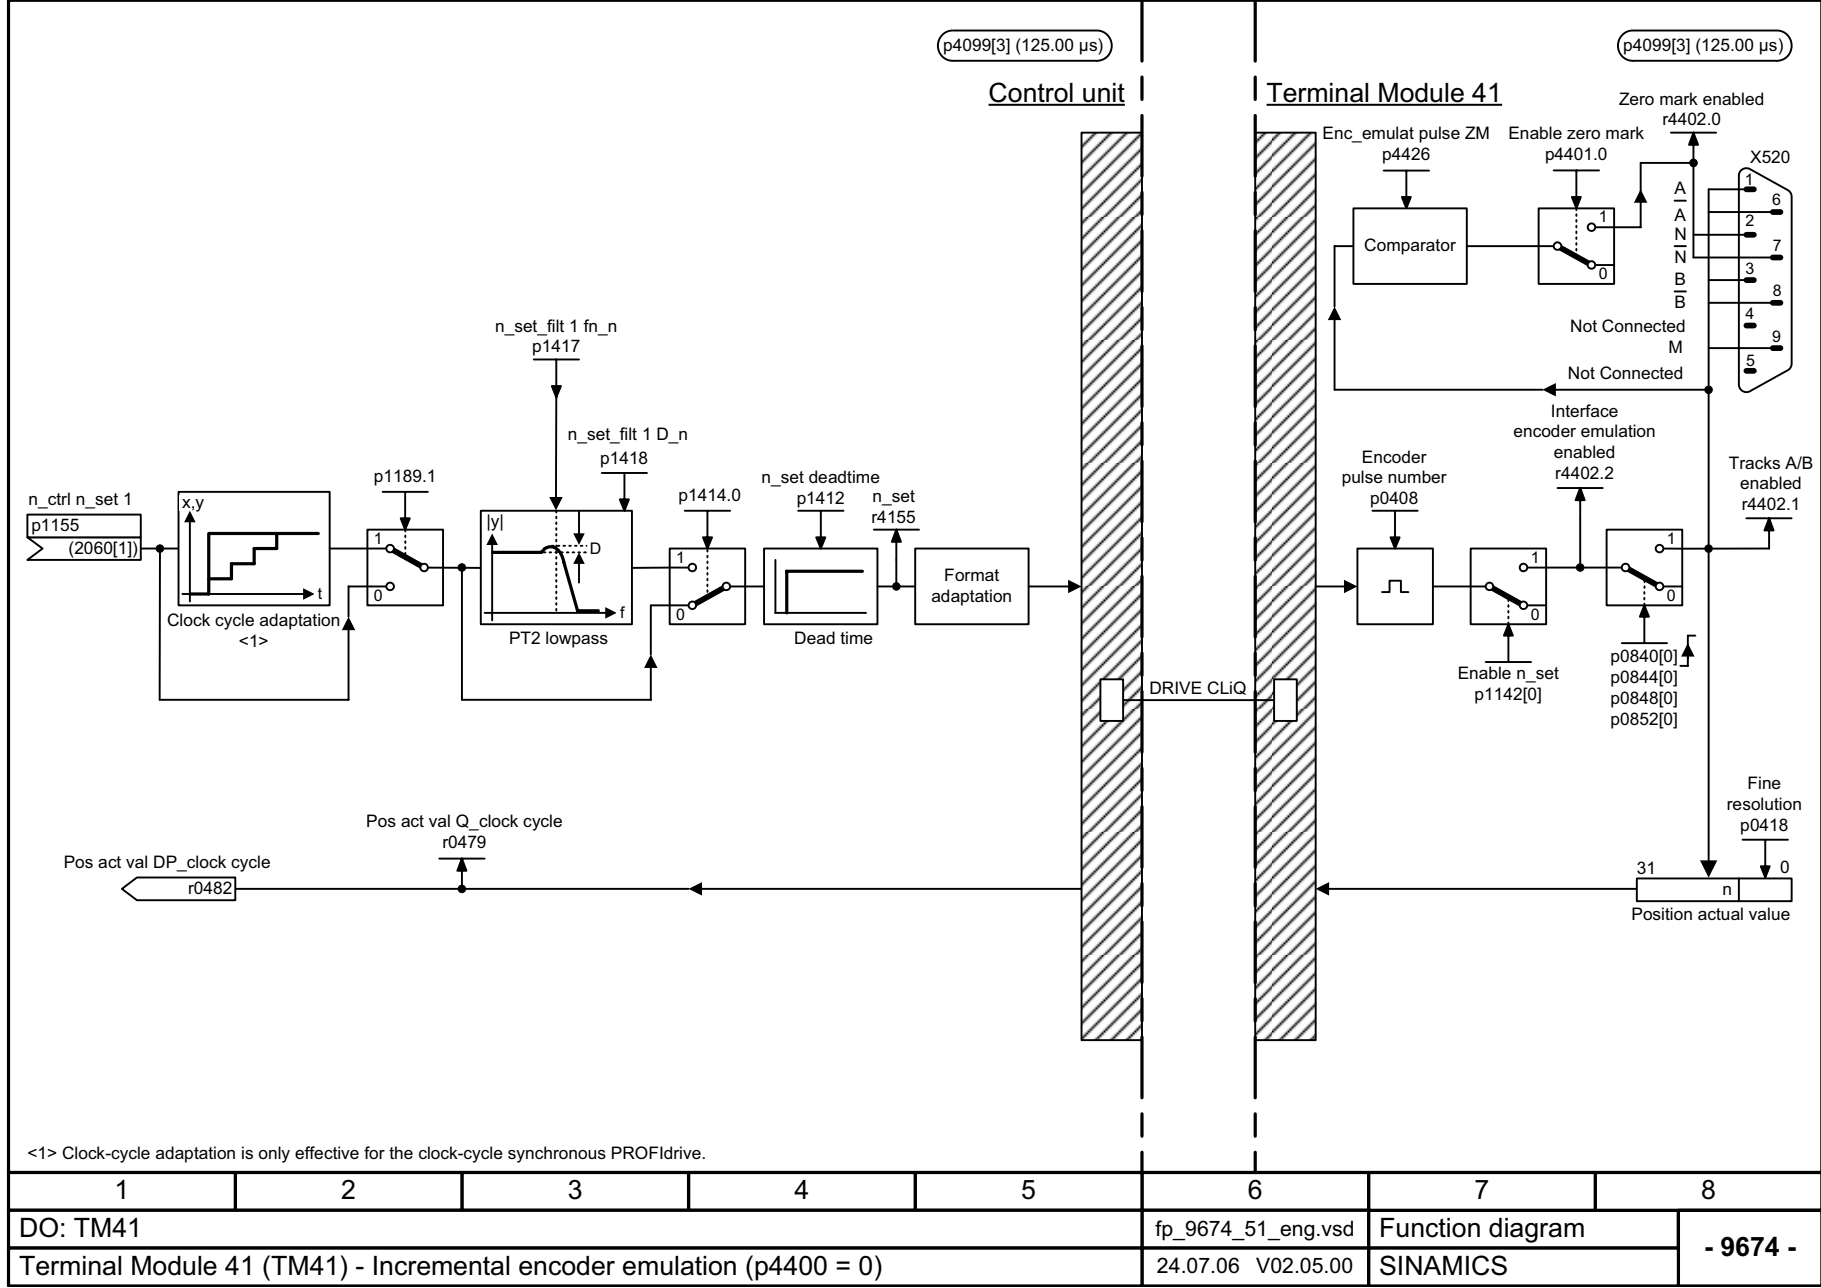 p4099[3] (125.00 µs)
p4099[3] (125.00 µs)
Control unit
Terminal Module 41
Zero mark enabled
r4402.0
Enc_emulat pulse ZM
p4426
Enable zero mark
p4401.0
X520
Comparator
1
0
A
A
N
N
B
B
Not Connected
M
Not Connected
1
6
2
7
3
8
4
9
5
n_set_filt 1 fn_n
p1417
n_set_filt 1 D_n
p1418
n_ctrl n_set 1
p1155
(2060[1])
x,y
t
Clock cycle adaptation
<1>
p1189.1
1
0
|y|
D
f
PT2 lowpass
p1414.0
1
0
n_set deadtime
p1412
Dead time
n_set
r4155
Format
adaptation
DRIVE CLiQ
Encoder
pulse number
p0408
Interface
encoder emulation
enabled
r4402.2
1
0
Enable n_set
p1142[0]
1
0
p0840[0]
p0844[0]
p0848[0]
p0852[0]
Tracks A/B
enabled
r4402.1
Fine
resolution
p0418
31
0
n
Position actual value
Pos act val Q_clock cycle
r0479
Pos act val DP_clock cycle
r0482
<1> Clock-cycle adaptation is only effective for the clock-cycle synchronous PROFIdrive.
1
2
3
4
5
6
7
8
DO: TM41
fp_9674_51_eng.vsd
Function diagram
- 9674 -
Terminal Module 41 (TM41) - Incremental encoder emulation (p4400 = 0)
24.07.06 V02.05.00
SINAMICS